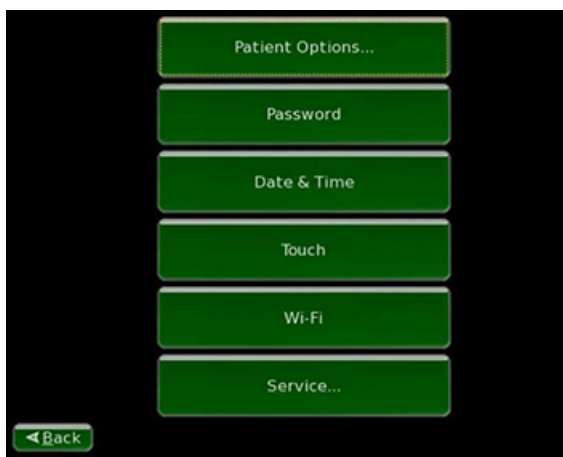 Patient Options...
Password
Date & Time
Touch
Wi-Fi
Service...
Back